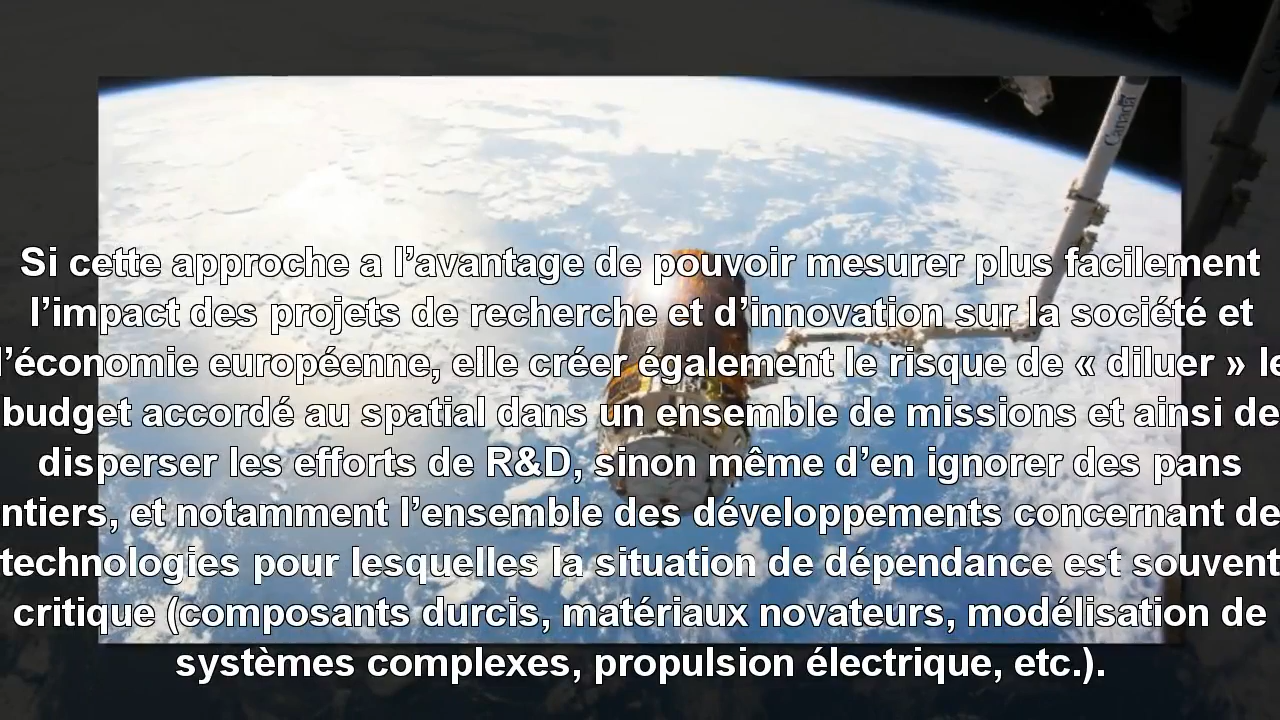 Canada
Si cette approche a l’avantage de pouvoir mesurer plus facilement
l’impact des projets de recherche et d’innovation sur la société et
l’économie européenne, elle créer également le risque de « diluer » le
budget accordé au spatial dans un ensemble de missions et ainsi de
disperser les efforts de R&D, sinon même d’en ignorer des pans
ntiers, et notamment l’ensemble des développements concernant de
technologies pour lesquelles la situation de dépendance est souvent
critique (composants durcis, matériaux novateurs, modélisation de
systèmes complexes, propulsion électrique, etc.).